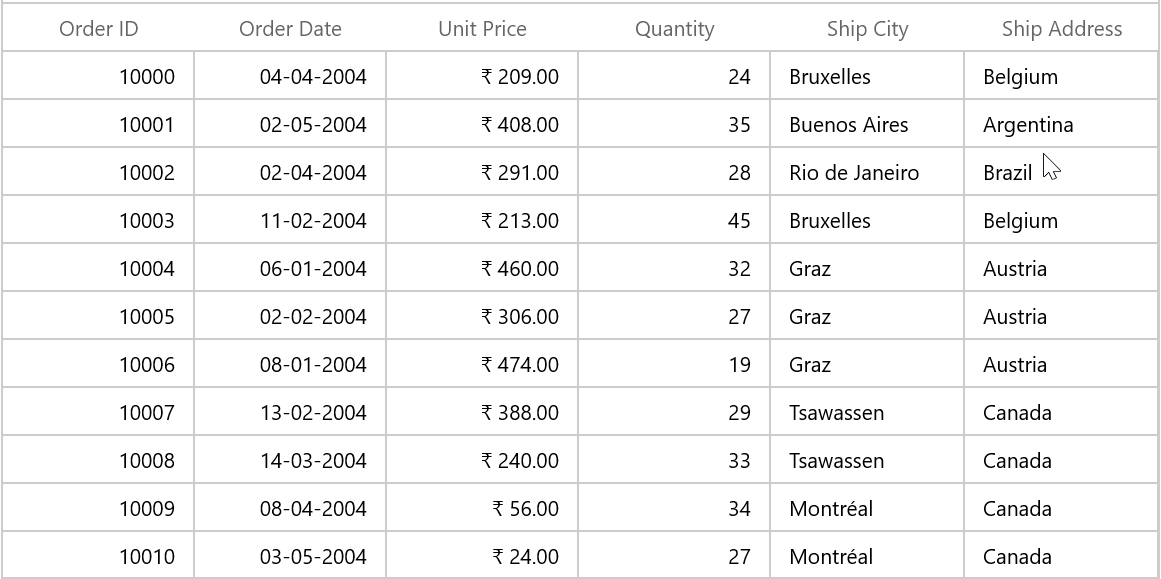 Order ID Order Date Unit Price Quantity Ship City Ship Address
10000 04-04-2004 ₹ 209.00 24 Bruxelles Belgium
10001 02-05-2004 ₹ 408.00 35 Buenos Aires Argentina
10002 02-04-2004 ₹ 291.00 28 Rio de Janeiro Brazil
10003 11-02-2004 ₹ 213.00 45 Bruxelles Belgium
10004 06-01-2004 ₹ 460.00 32 Graz Austria
10005 02-02-2004 ₹ 306.00 27 Graz Austria
10006 08-01-2004 ₹ 474.00 19 Graz Austria
10007 13-02-2004 ₹ 388.00 29 Tsawassen Canada
10008 14-03-2004 ₹ 240.00 33 Tsawassen Canada
10009 08-04-2004 ₹ 56.00 34 Montréal Canada
10010 03-05-2004 ₹ 24.00 27 Montréal Canada